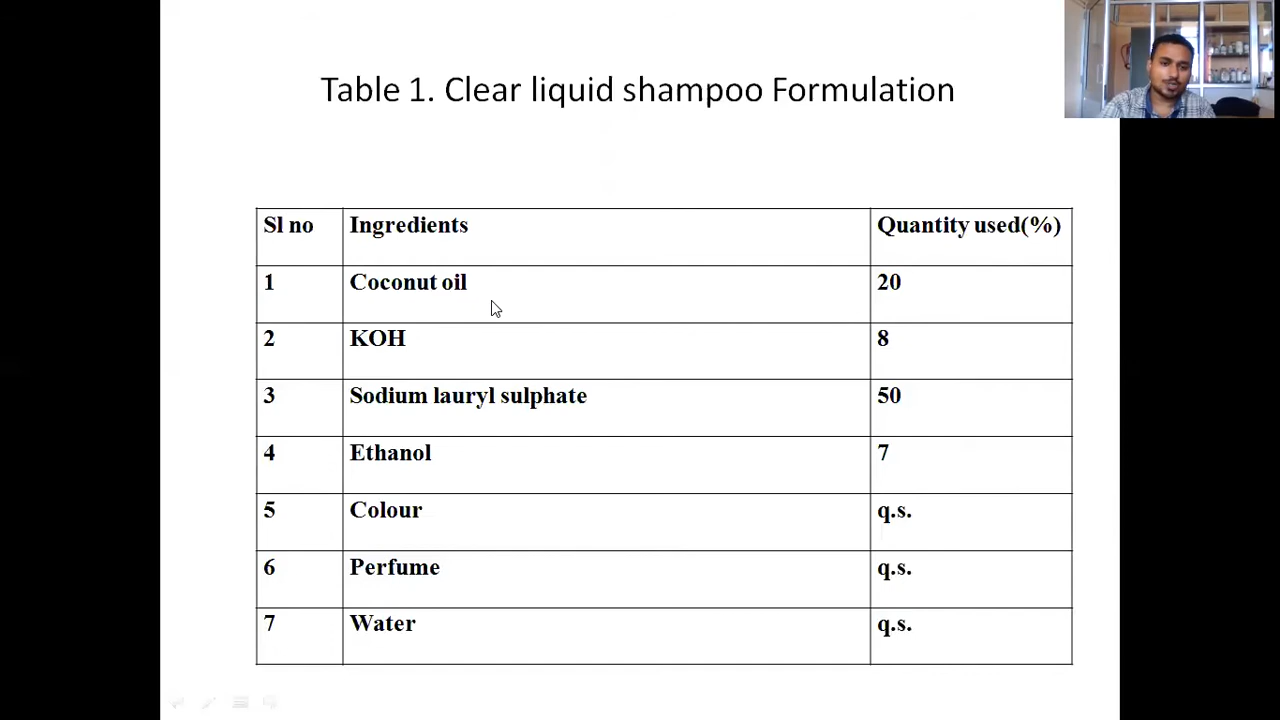 Table 1. Clear liquid shampoo Formulation
Sl no Ingredients Quantity used(%)
1 Coconut oil 20
2 KOH 8
3 Sodium lauryl sulphate 50
4 Ethanol 7
5 Colour q.s.
6 Perfume q.s.
7 Water q.s.